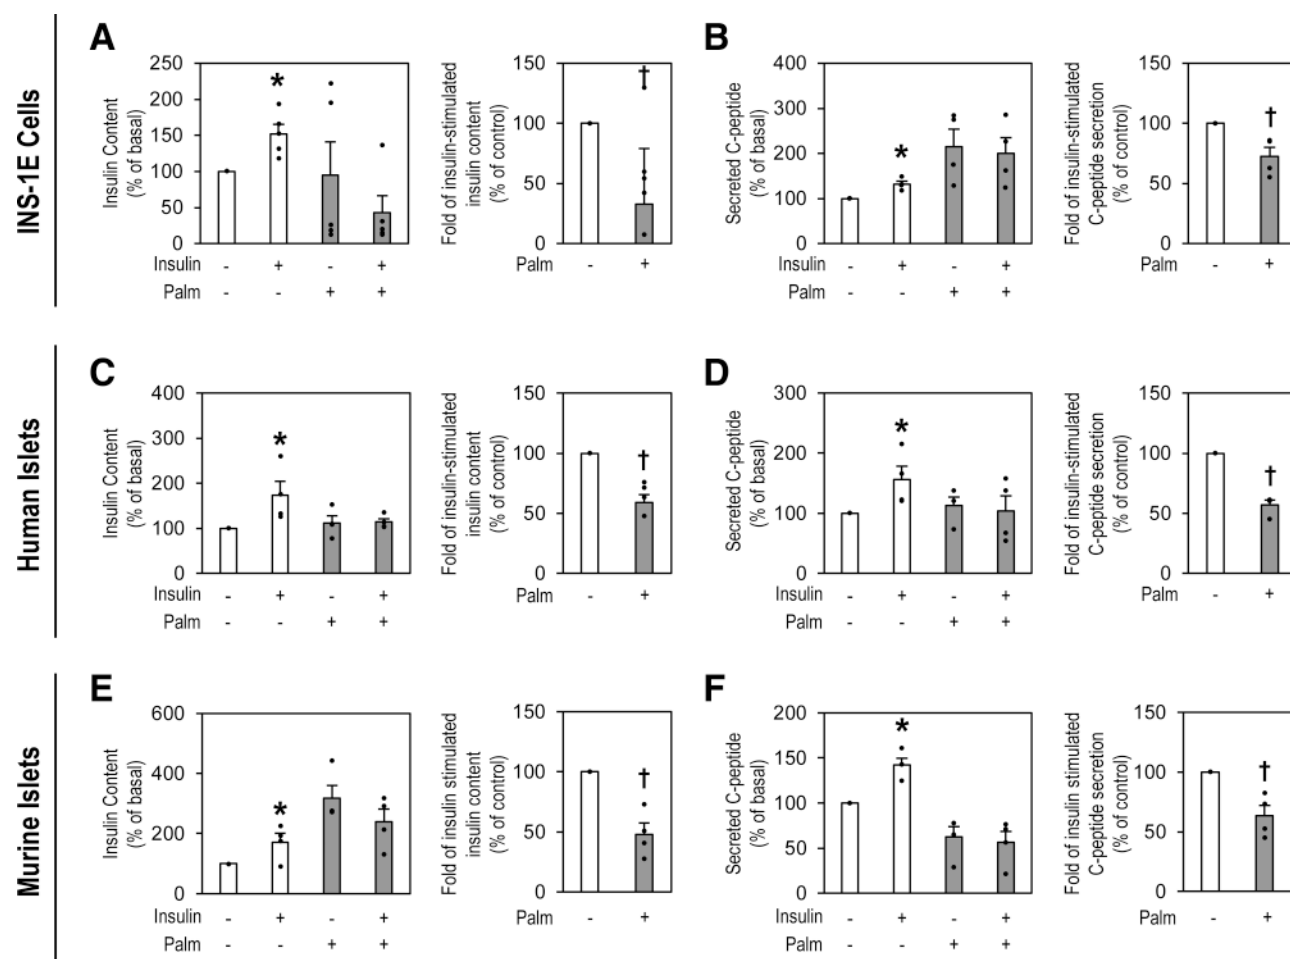 INS-1E Cells
A
Insulin Content
(% of basal)
250
200
150
100
50
0
*
Insulin - + - +
Palm - - + +
Fold of insulin-stimulated
insulin content
(% of control)
150
100
50
0
†
Palm - +
B
Secreted C-peptide
(% of basal)
400
300
200
100
0
*
Insulin - + - +
Palm - - + +
Fold of insulin-stimulated
C-peptide secretion
(% of control)
150
100
50
0
†
Palm - +
Human Islets
C
Insulin Content
(% of basal)
400
300
200
100
0
*
Insulin - + - +
Palm - - + +
Fold of insulin-stimulated
insulin content
(% of control)
150
100
50
0
†
Palm - +
D
Secreted C-peptide
(% of basal)
300
200
100
0
*
Insulin - + - +
Palm - - + +
Fold of insulin-stimulated
C-peptide secretion
(% of control)
150
100
50
0
†
Palm - +
Murine Islets
E
Insulin Content
(% of basal)
600
400
200
0
*
Insulin - + - +
Palm - - + +
Fold of insulin stimulated
insulin content
(% of control)
150
100
50
0
†
Palm - +
F
Secreted C-peptide
(% of basal)
200
150
100
50
0
*
Insulin - + - +
Palm - - + +
Fold of insulin stimulated
C-peptide secretion
(% of control)
150
100
50
0
†
Palm - +